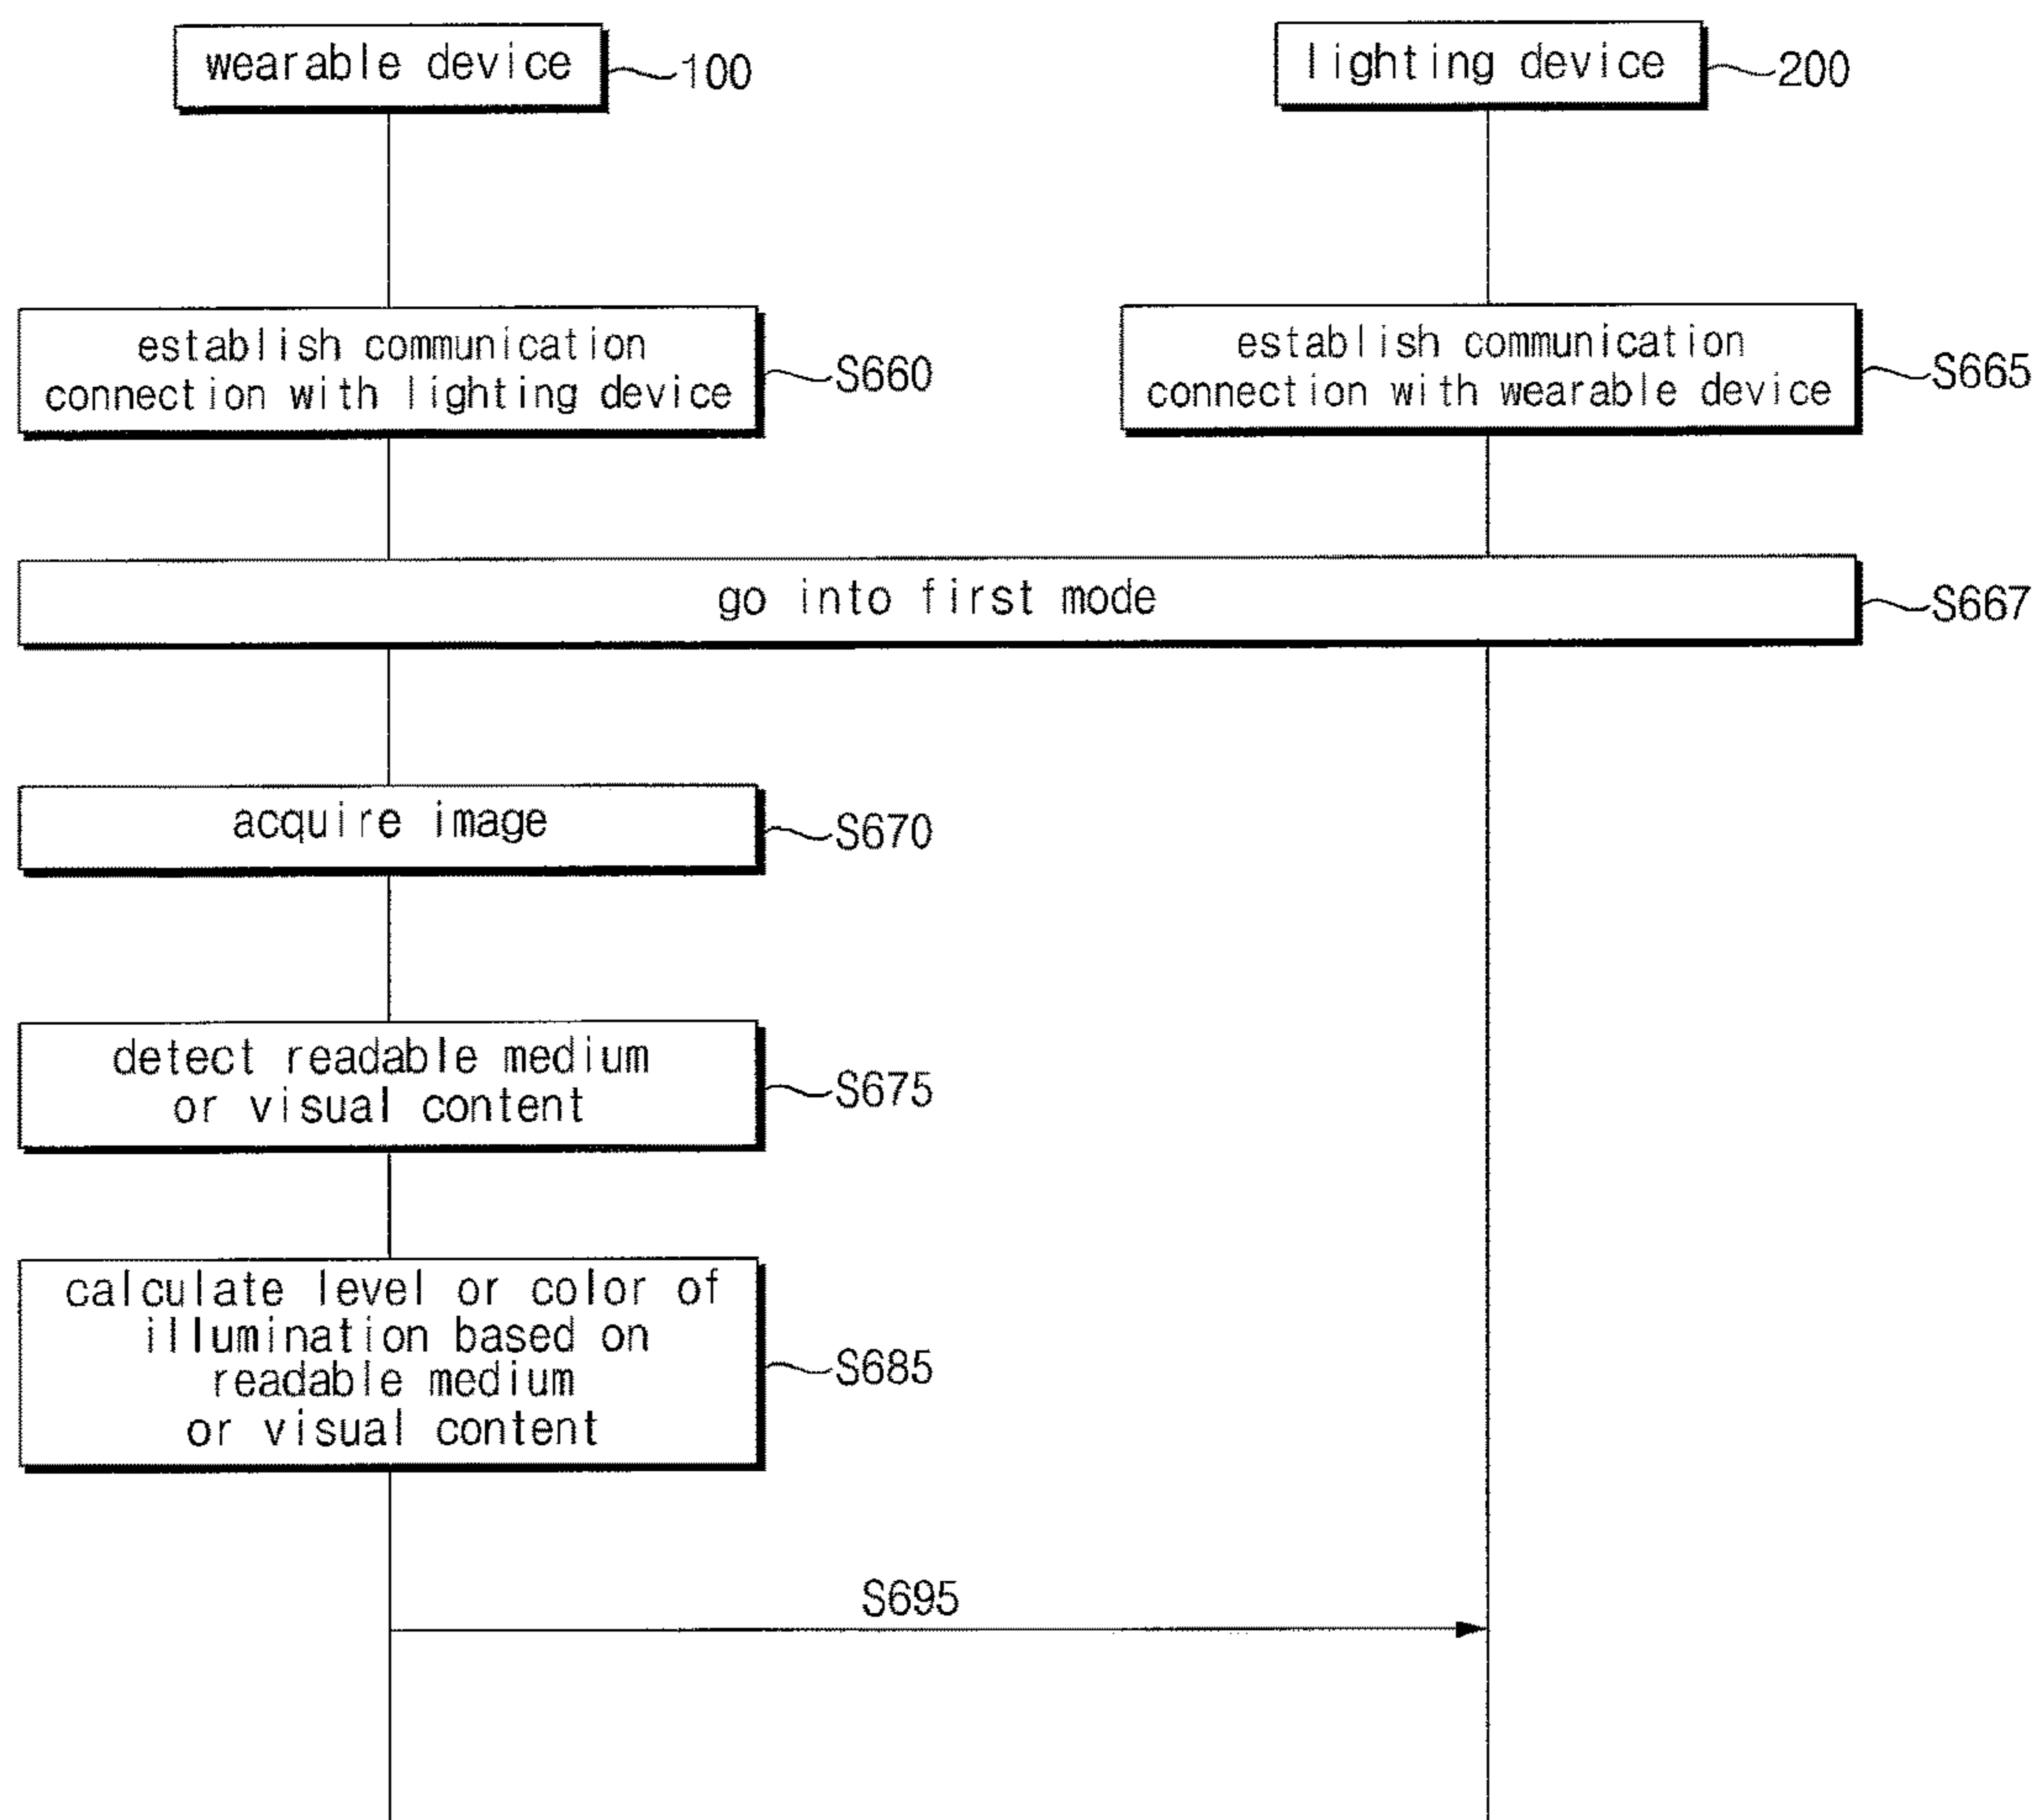 wearable device
100
lighting device
200
establish communication
connection with lighting device
S660
establish communication
connection with wearable device
S665
go into first mode
S667
acquire image
S670
detect readable medium
or visual content
S675
calculate level or color of
illumination based on
readable medium
or visual content
S685
S695